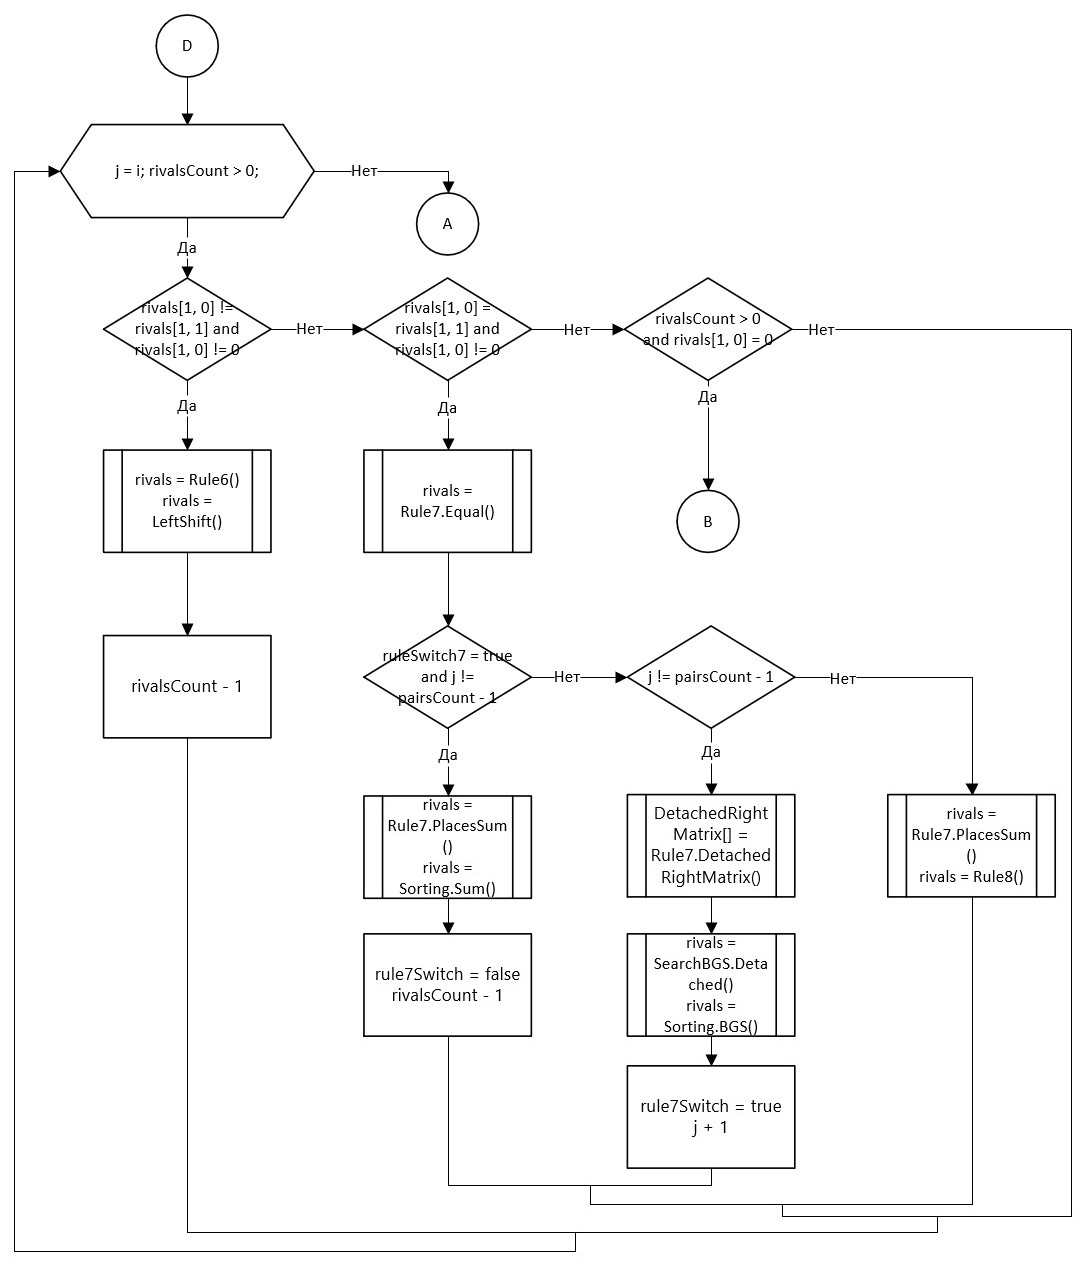 D
j = i; rivalsCount > 0;
Нет
A
Да
rivals[1, 0] !=
rivals[1, 1] and
rivals[1, 0] != 0
Нет
rivals[1, 0] =
rivals[1, 1] and
rivals[1, 0] != 0
Нет
rivalsCount > 0
and rivals[1, 0] = 0
Нет
Да
Да
Да
rivals = Rule6()
rivals =
LeftShift()
rivals =
Rule7.Equal()
B
rivalsCount - 1
ruleSwitch7 = true
and j !=
pairsCount - 1
Нет
j != pairsCount - 1
Нет
Да
Да
rivals =
Rule7.PlacesSum
()
rivals =
Sorting.Sum()
DetachedRight
Matrix[] =
Rule7.Detached
RightMatrix()
rivals =
Rule7.PlacesSum
()
rivals = Rule8()
rule7Switch = false
rivalsCount - 1
rivals =
SearchBGS.Deta
ched()
rivals =
Sorting.BGS()
rule7Switch = true
j + 1